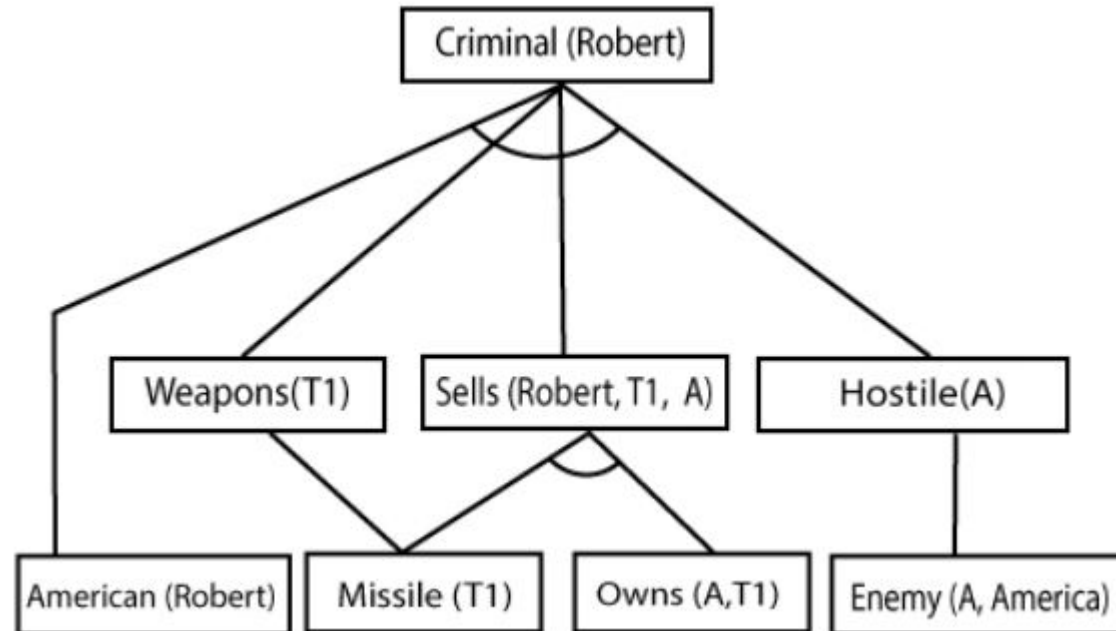 Criminal (Robert)
Weapons(T1)
Sells (Robert, T1, A)
Hostile(A)
American (Robert)
Missile (T1)
Owns (A,T1)
Enemy (A, America)